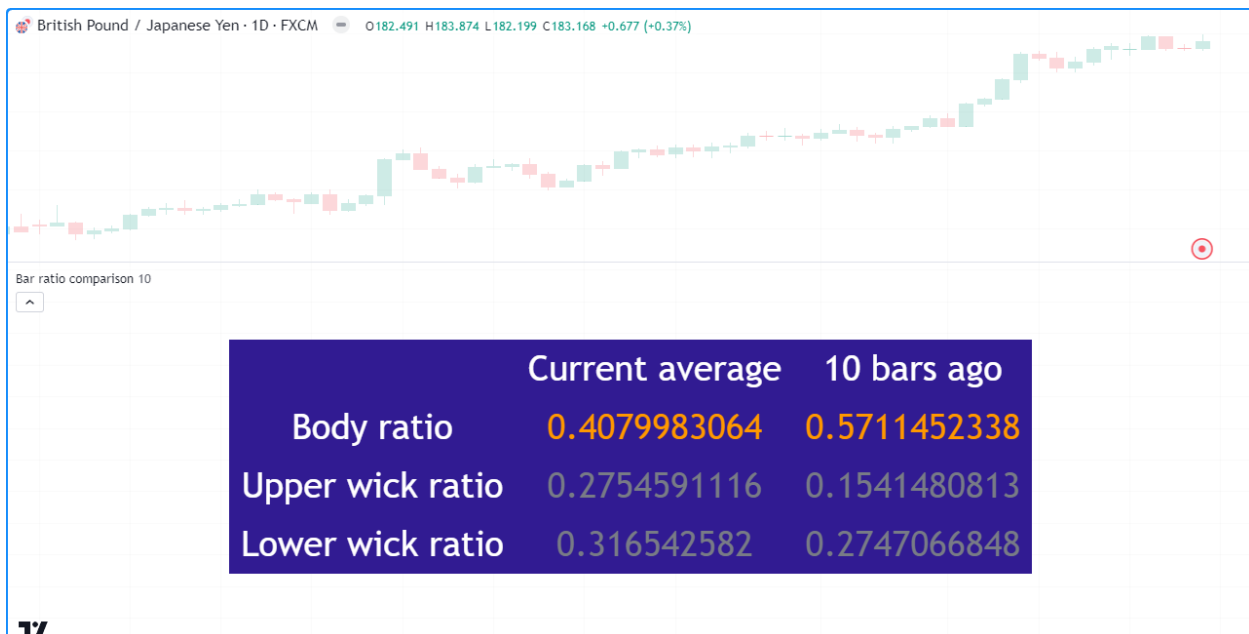 British Pound / Japanese Yen · 1D · FXCM O182.491 H183.874 L182.199 C183.168 +0.677 (+0.37%)
Bar ratio comparison 10
Current average 10 bars ago
Body ratio 0.4079983064 0.5711452338
Upper wick ratio 0.2754591116 0.1541480813
Lower wick ratio 0.316542582 0.2747066848